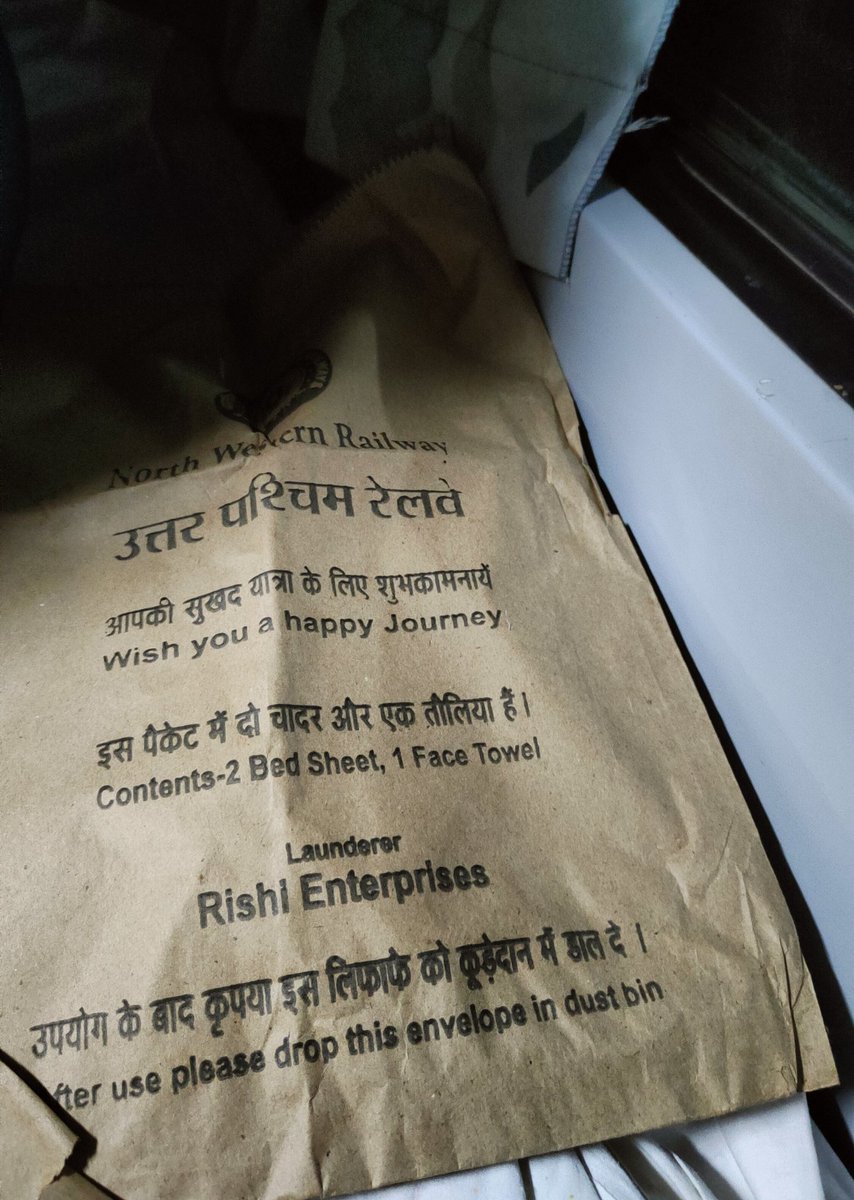 North Western Railway
उत्तर पश्चिम रेलवे
आपकी सुखद यात्रा के लिए शुभकामनायें
Wish you a happy Journey
इस पैकेट में दो चादर और एक तौलिया हैं।
Contents-2 Bed Sheet, 1 Face Towel
Launderer
Rishi Enterprises
उपयोग के बाद कृपया इस लिफाफे को कूड़ेदान में डाल दे ।
fter use please drop this envelope in dust bin